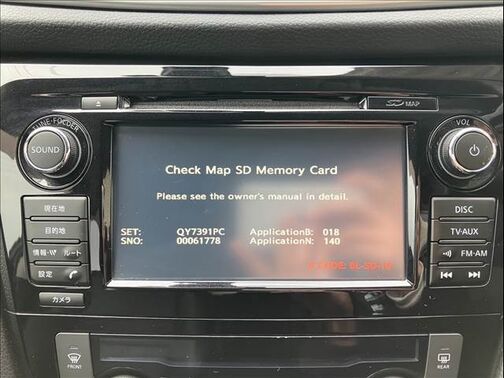 SD MAP
TUNE·FOLDER
SOUND
VOL
Check Map SD Memory Card
Please see the owner's manual in detail.
SET: QY7391PC ApplicationB: 018
SNO: 00061778 ApplicationN: 140
現在地
目的地
情報・ ルート
設定
カメラ
DISC
TV·AUX
FM·AM
FRONT
REAR